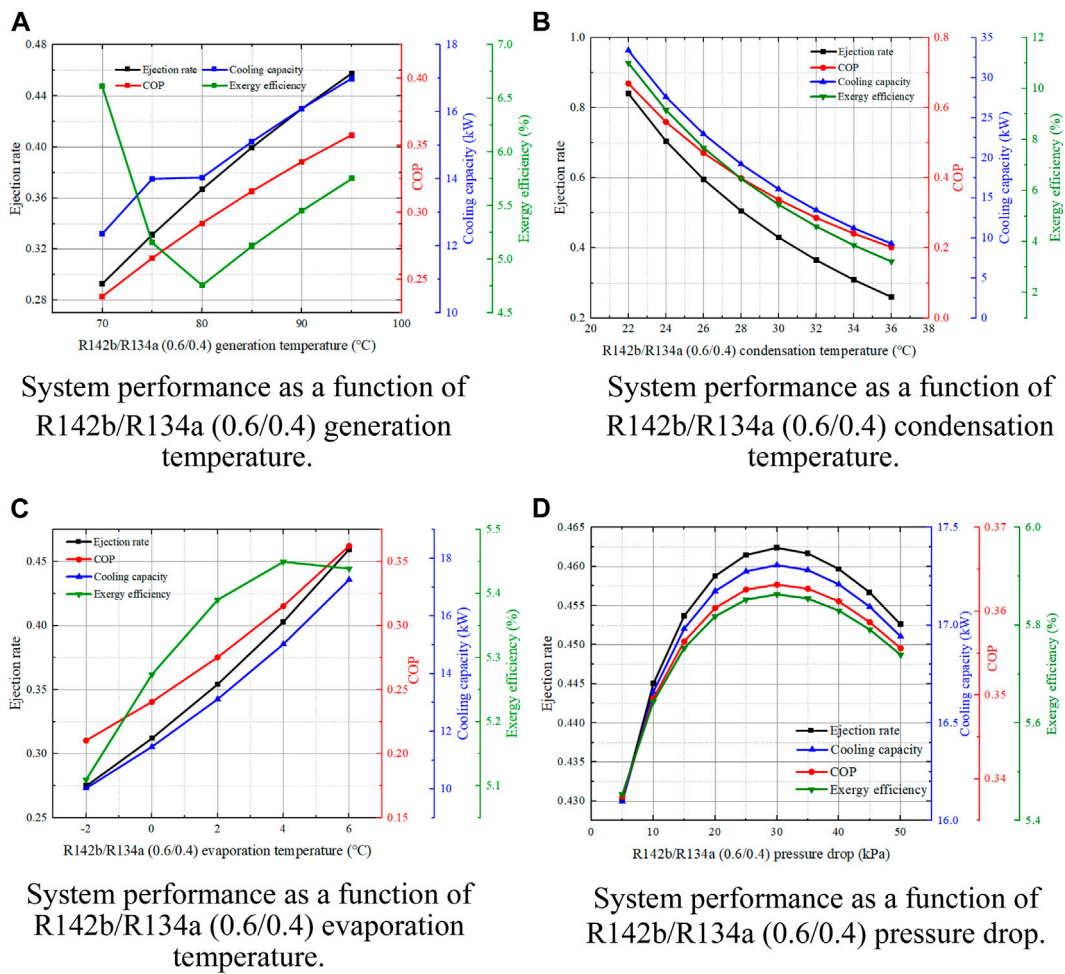 A
Ejection rate
COP
Cooling capacity
Exergy efficiency
0.48
0.44
0.40
0.36
0.32
0.28
Ejection rate
70
80
90
100
R142b/R134a (0.6/0.4) generation temperature (°C)
0.40
0.35
0.30
0.25
COP
18
17
15
14
12
10
Cooling capacity (kW)
7.0
6.5
6.0
5.5
5.0
4.5
Exergy efficiency (%)
System performance as a function of
R142b/R134a (0.6/0.4) generation
temperature.
B
Ejection rate
COP
Cooling capacity
Exergy efficiency
1.0
0.8
0.6
0.4
0.2
Ejection rate
20
22
24
26
28
30
32
34
36
38
R142b/R134a (0.6/0.4) condensation temperature (°C)
0.8
0.6
0.4
0.2
0.0
COP
35
30
25
20
15
10
5
0
Cooling capacity (kW)
12
10
8
6
4
2
Exergy efficiency (%)
System performance as a function of
R142b/R134a (0.6/0.4) condensation
temperature.
C
Ejection rate
COP
Cooling capacity
Exergy efficiency
0.45
0.40
0.35
0.30
0.25
Ejection rate
-2
0
2
4
6
R142b/R134a (0.6/0.4) evaporation temperature (°C)
0.35
0.30
0.25
0.20
0.15
COP
18
16
14
13
11
10
Cooling capacity (kW)
5.5
5.4
5.3
5.2
5.1
Exergy efficiency (%)
System performance as a function of
R142b/R134a (0.6/0.4) evaporation
temperature.
D
Ejection rate
Cooling capacity
COP
Exergy efficiency
0.465
0.460
0.455
0.450
0.445
0.440
0.435
0.430
Ejection rate
0
10
20
30
40
50
R142b/R134a (0.6/0.4) pressure drop (kPa)
17.5
17.0
16.5
16.0
Cooling capacity (kW)
0.37
0.36
0.35
0.34
COP
6.0
5.8
5.6
5.4
Exergy efficiency (%)
System performance as a function of
R142b/R134a (0.6/0.4) pressure drop.